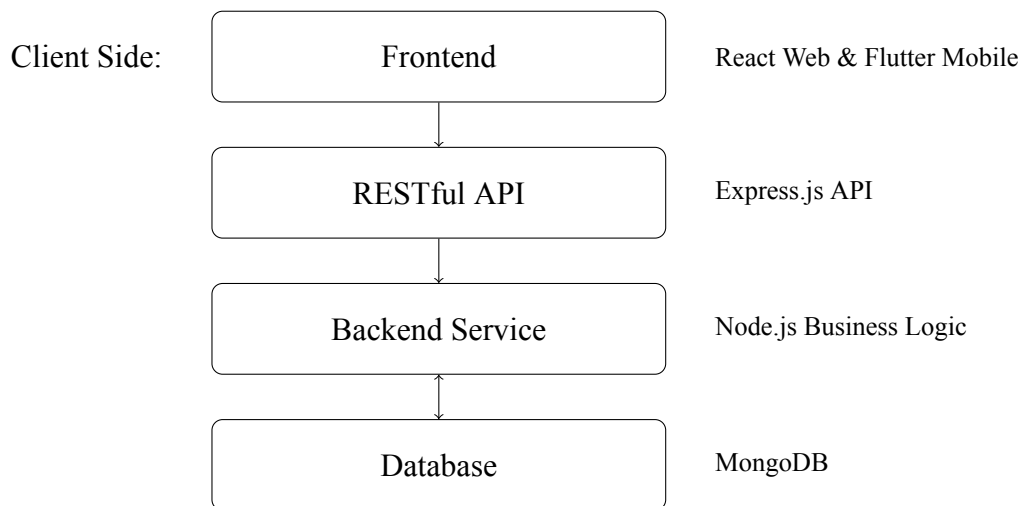 Client Side:
Frontend
React Web & Flutter Mobile
RESTful API
Express.js API
Backend Service
Node.js Business Logic
Database
MongoDB